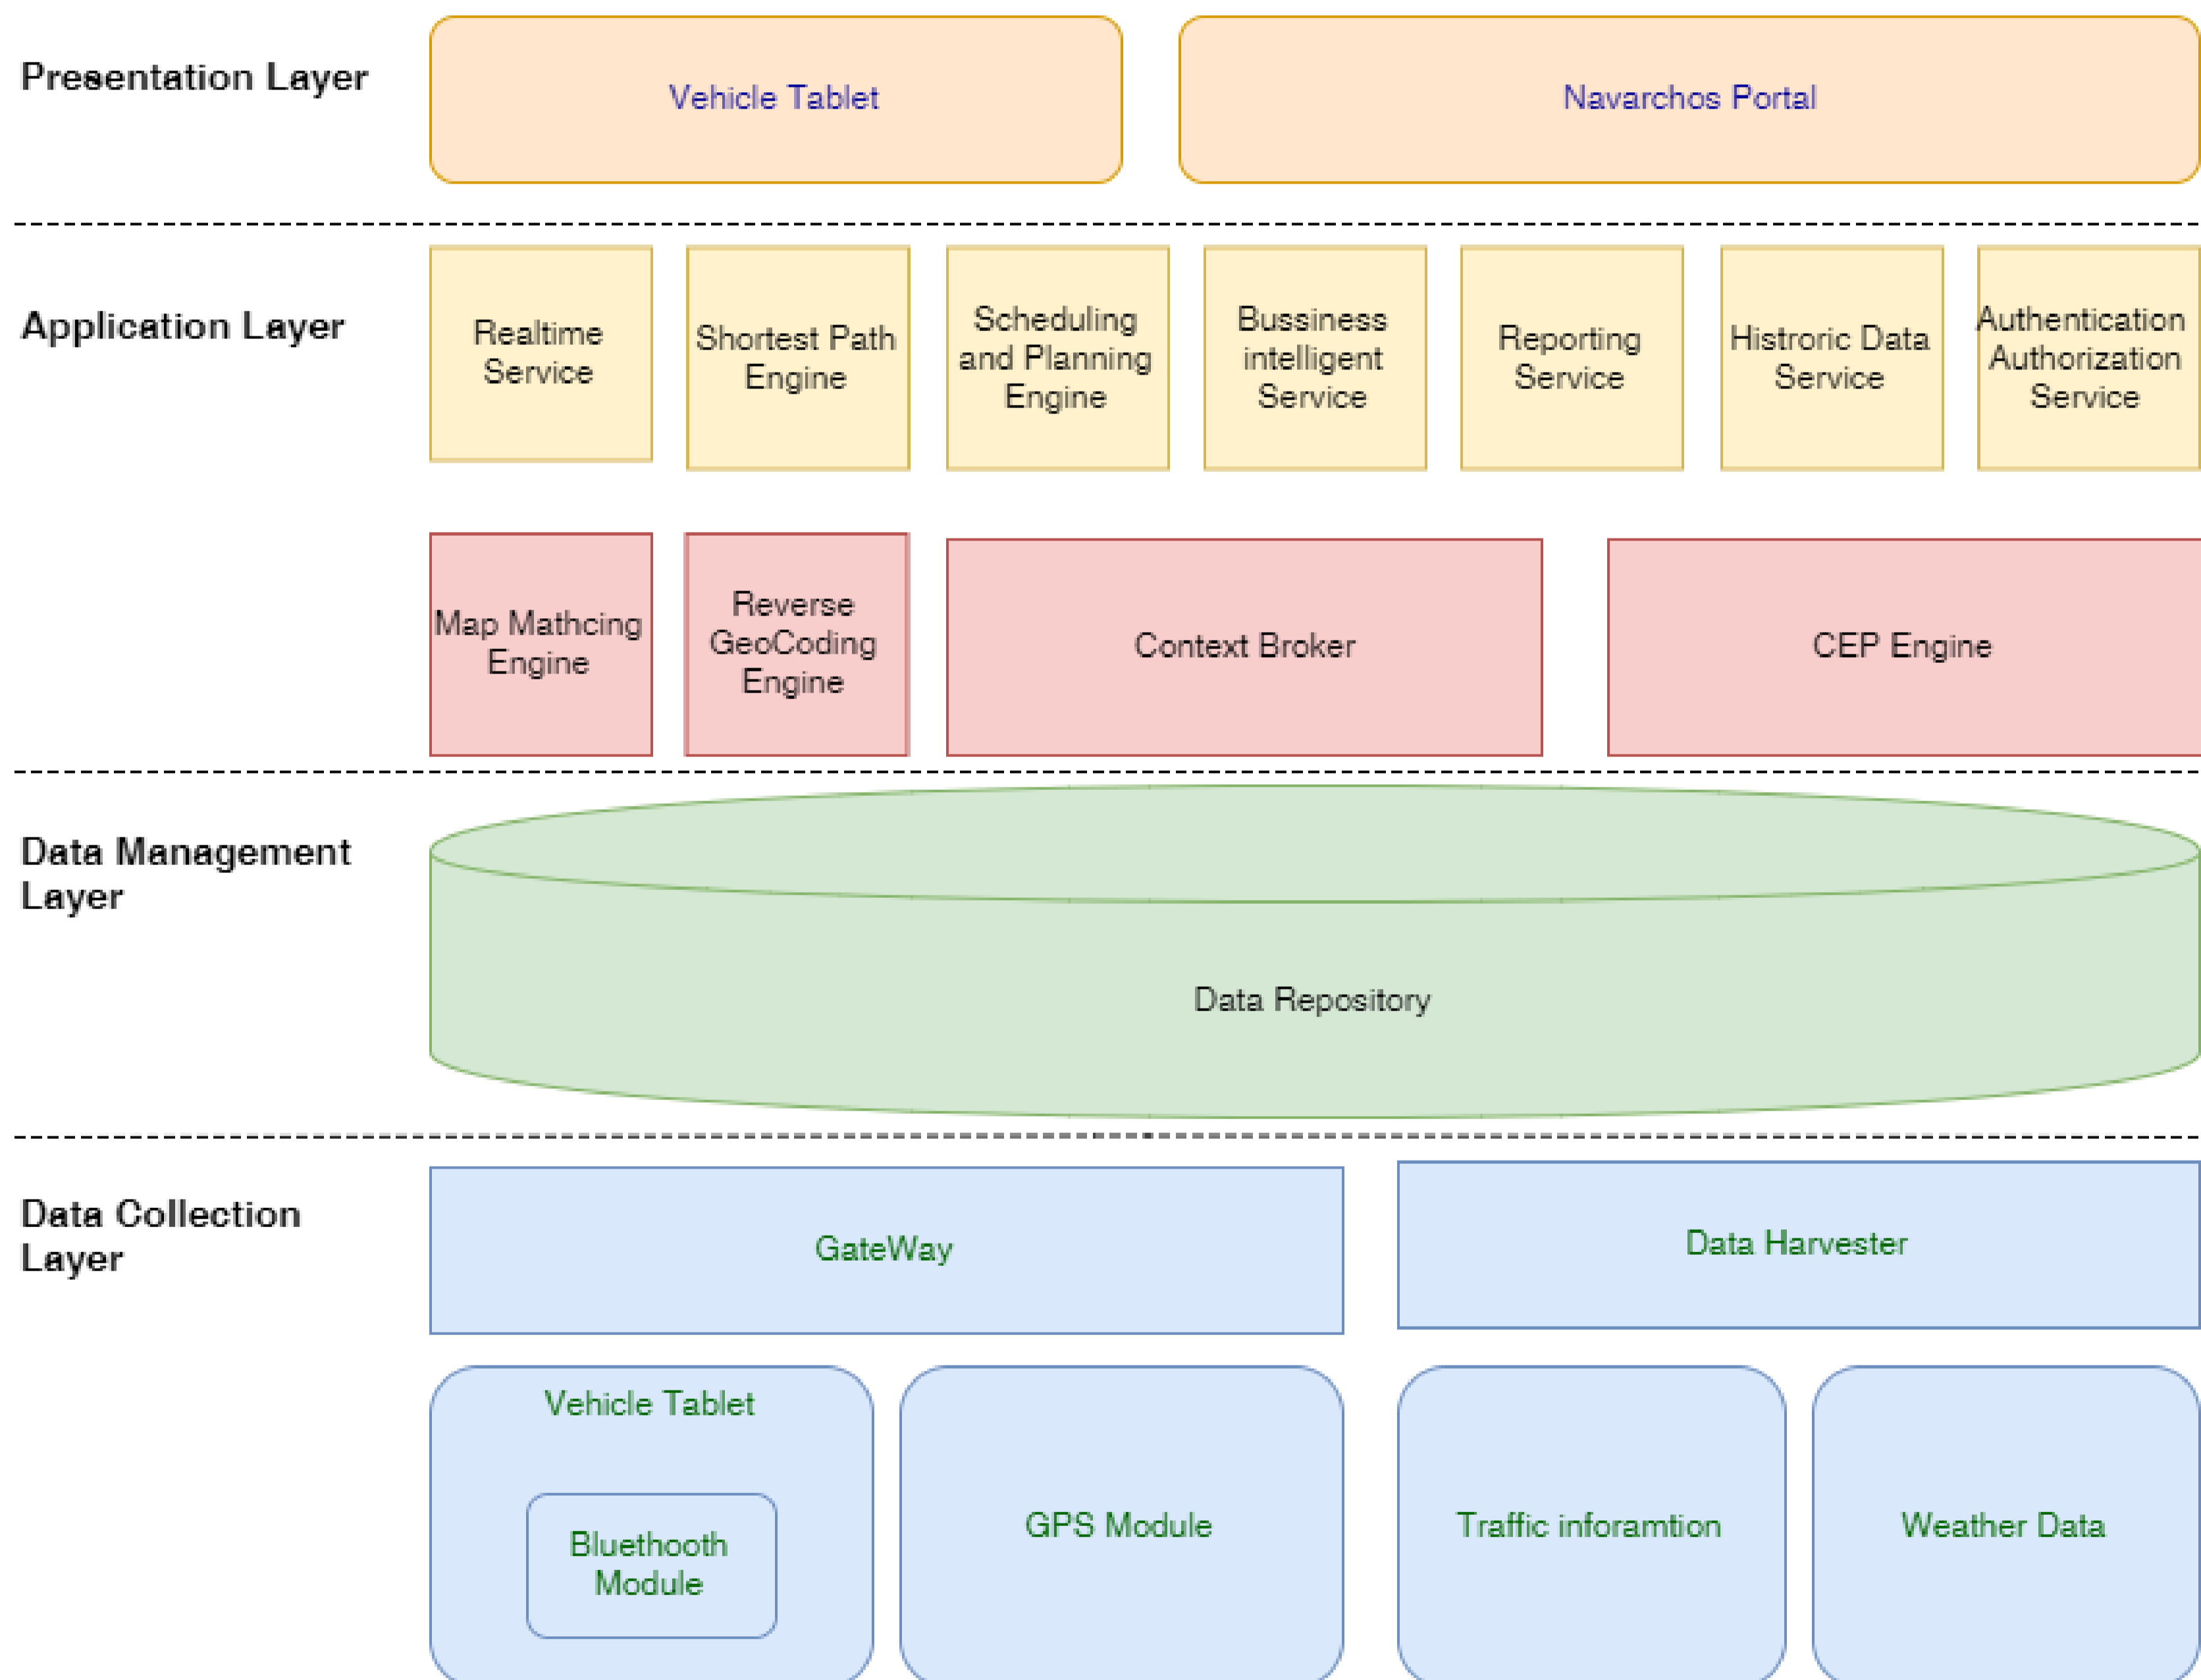 Presentation Layer
Vehicle Tablet
Navarchos Portal
Application Layer
Realtime
Service
Shortest Path
Engine
Scheduling
and Planning
Engine
Bussiness
intelligent
Service
Reporting
Service
Histroric Data
Service
Authentication
Authorization
Service
Map Mathcing
Engine
Reverse
GeoCoding
Engine
Context Broker
CEP Engine
Data Management
Layer
Data Repository
Data Collection
Layer
GateWay
Data Harvester
Vehicle Tablet
Bluethooth
Module
GPS Module
Traffic inforamtion
Weather Data